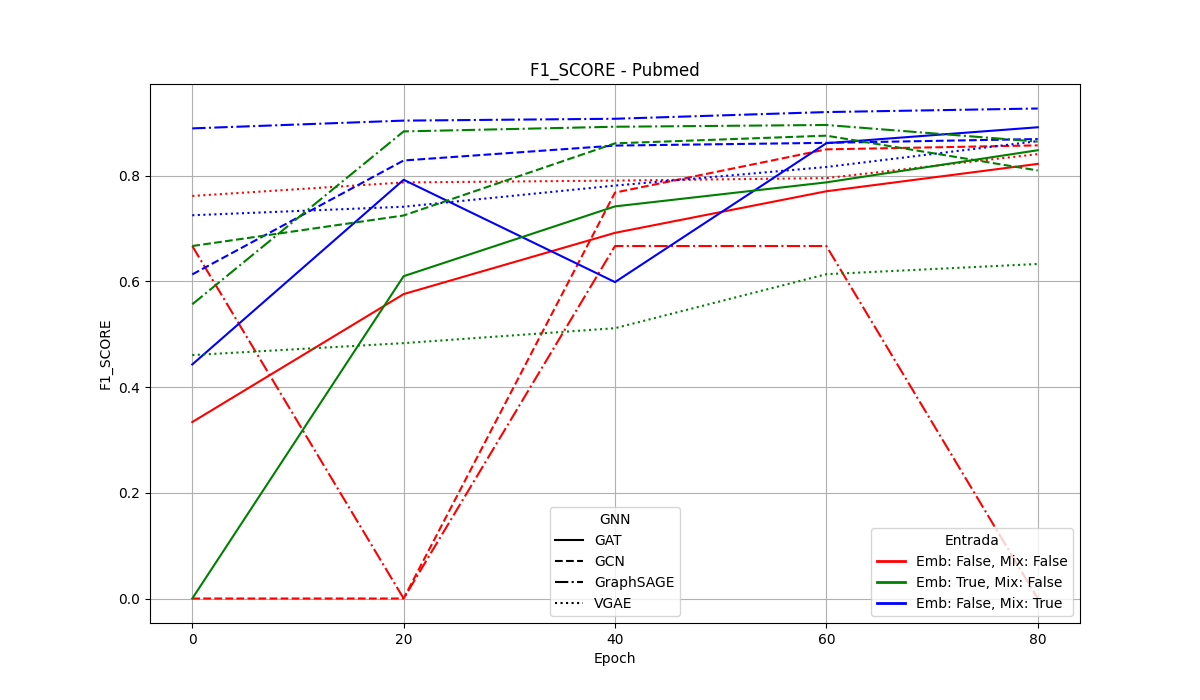 F1_SCORE - Pubmed
F1_SCORE
0.8
0.6
0.4
0.2
0.0
0
20
40
60
80
Epoch
GNN
GAT
GCN
GraphSAGE
VGAE
Entrada
Emb: False, Mix: False
Emb: True, Mix: False
Emb: False, Mix: True